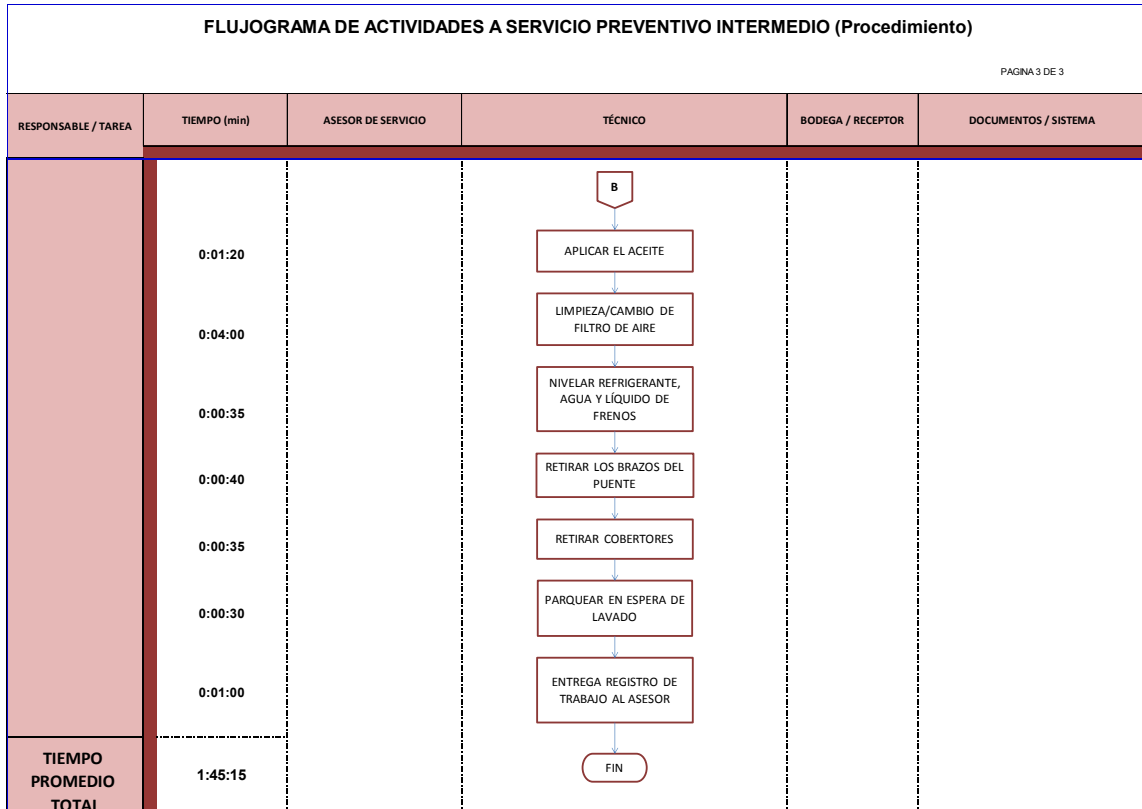 FLUJOGRAMA DE ACTIVIDADES A SERVICIO PREVENTIVO INTERMEDIO (Procedimiento)
PAGINA 3 DE 3
RESPONSABLE / TAREA
TIEMPO (min)
ASESOR DE SERVICIO
TÉCNICO
BODEGA / RECEPTOR
DOCUMENTOS / SISTEMA
B
0:01:20
APLICAR EL ACEITE
0:04:00
LIMPIEZA/CAMBIO DE
FILTRO DE AIRE
0:00:35
NIVELAR REFRIGERANTE,
AGUA Y LÍQUIDO DE
FRENOS
0:00:40
RETIRAR LOS BRAZOS DEL
PUENTE
0:00:35
RETIRAR COBERTORES
0:00:30
PARQUEAR EN ESPERA DE
LAVADO
0:01:00
ENTREGA REGISTRO DE
TRABAJO AL ASESOR
TIEMPO
PROMEDIO
TOTAL
1:45:15
FIN